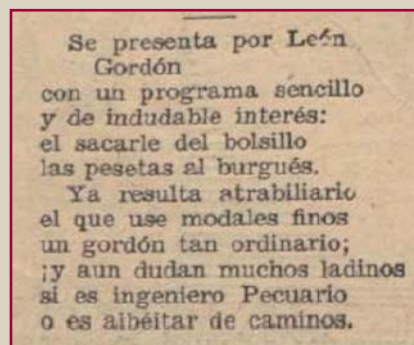 Se presenta por León
Gordón
con un programa sencillo
y de indudable interés:
el sacarle del bolsillo
las pesetas al burgués.
Ya resulta atrabiliario
el que use modales finos
un gordón tan ordinario;
¡y aun dudan muchos ladinos
si es ingeniero Pecuario
o es albéitar de caminos.